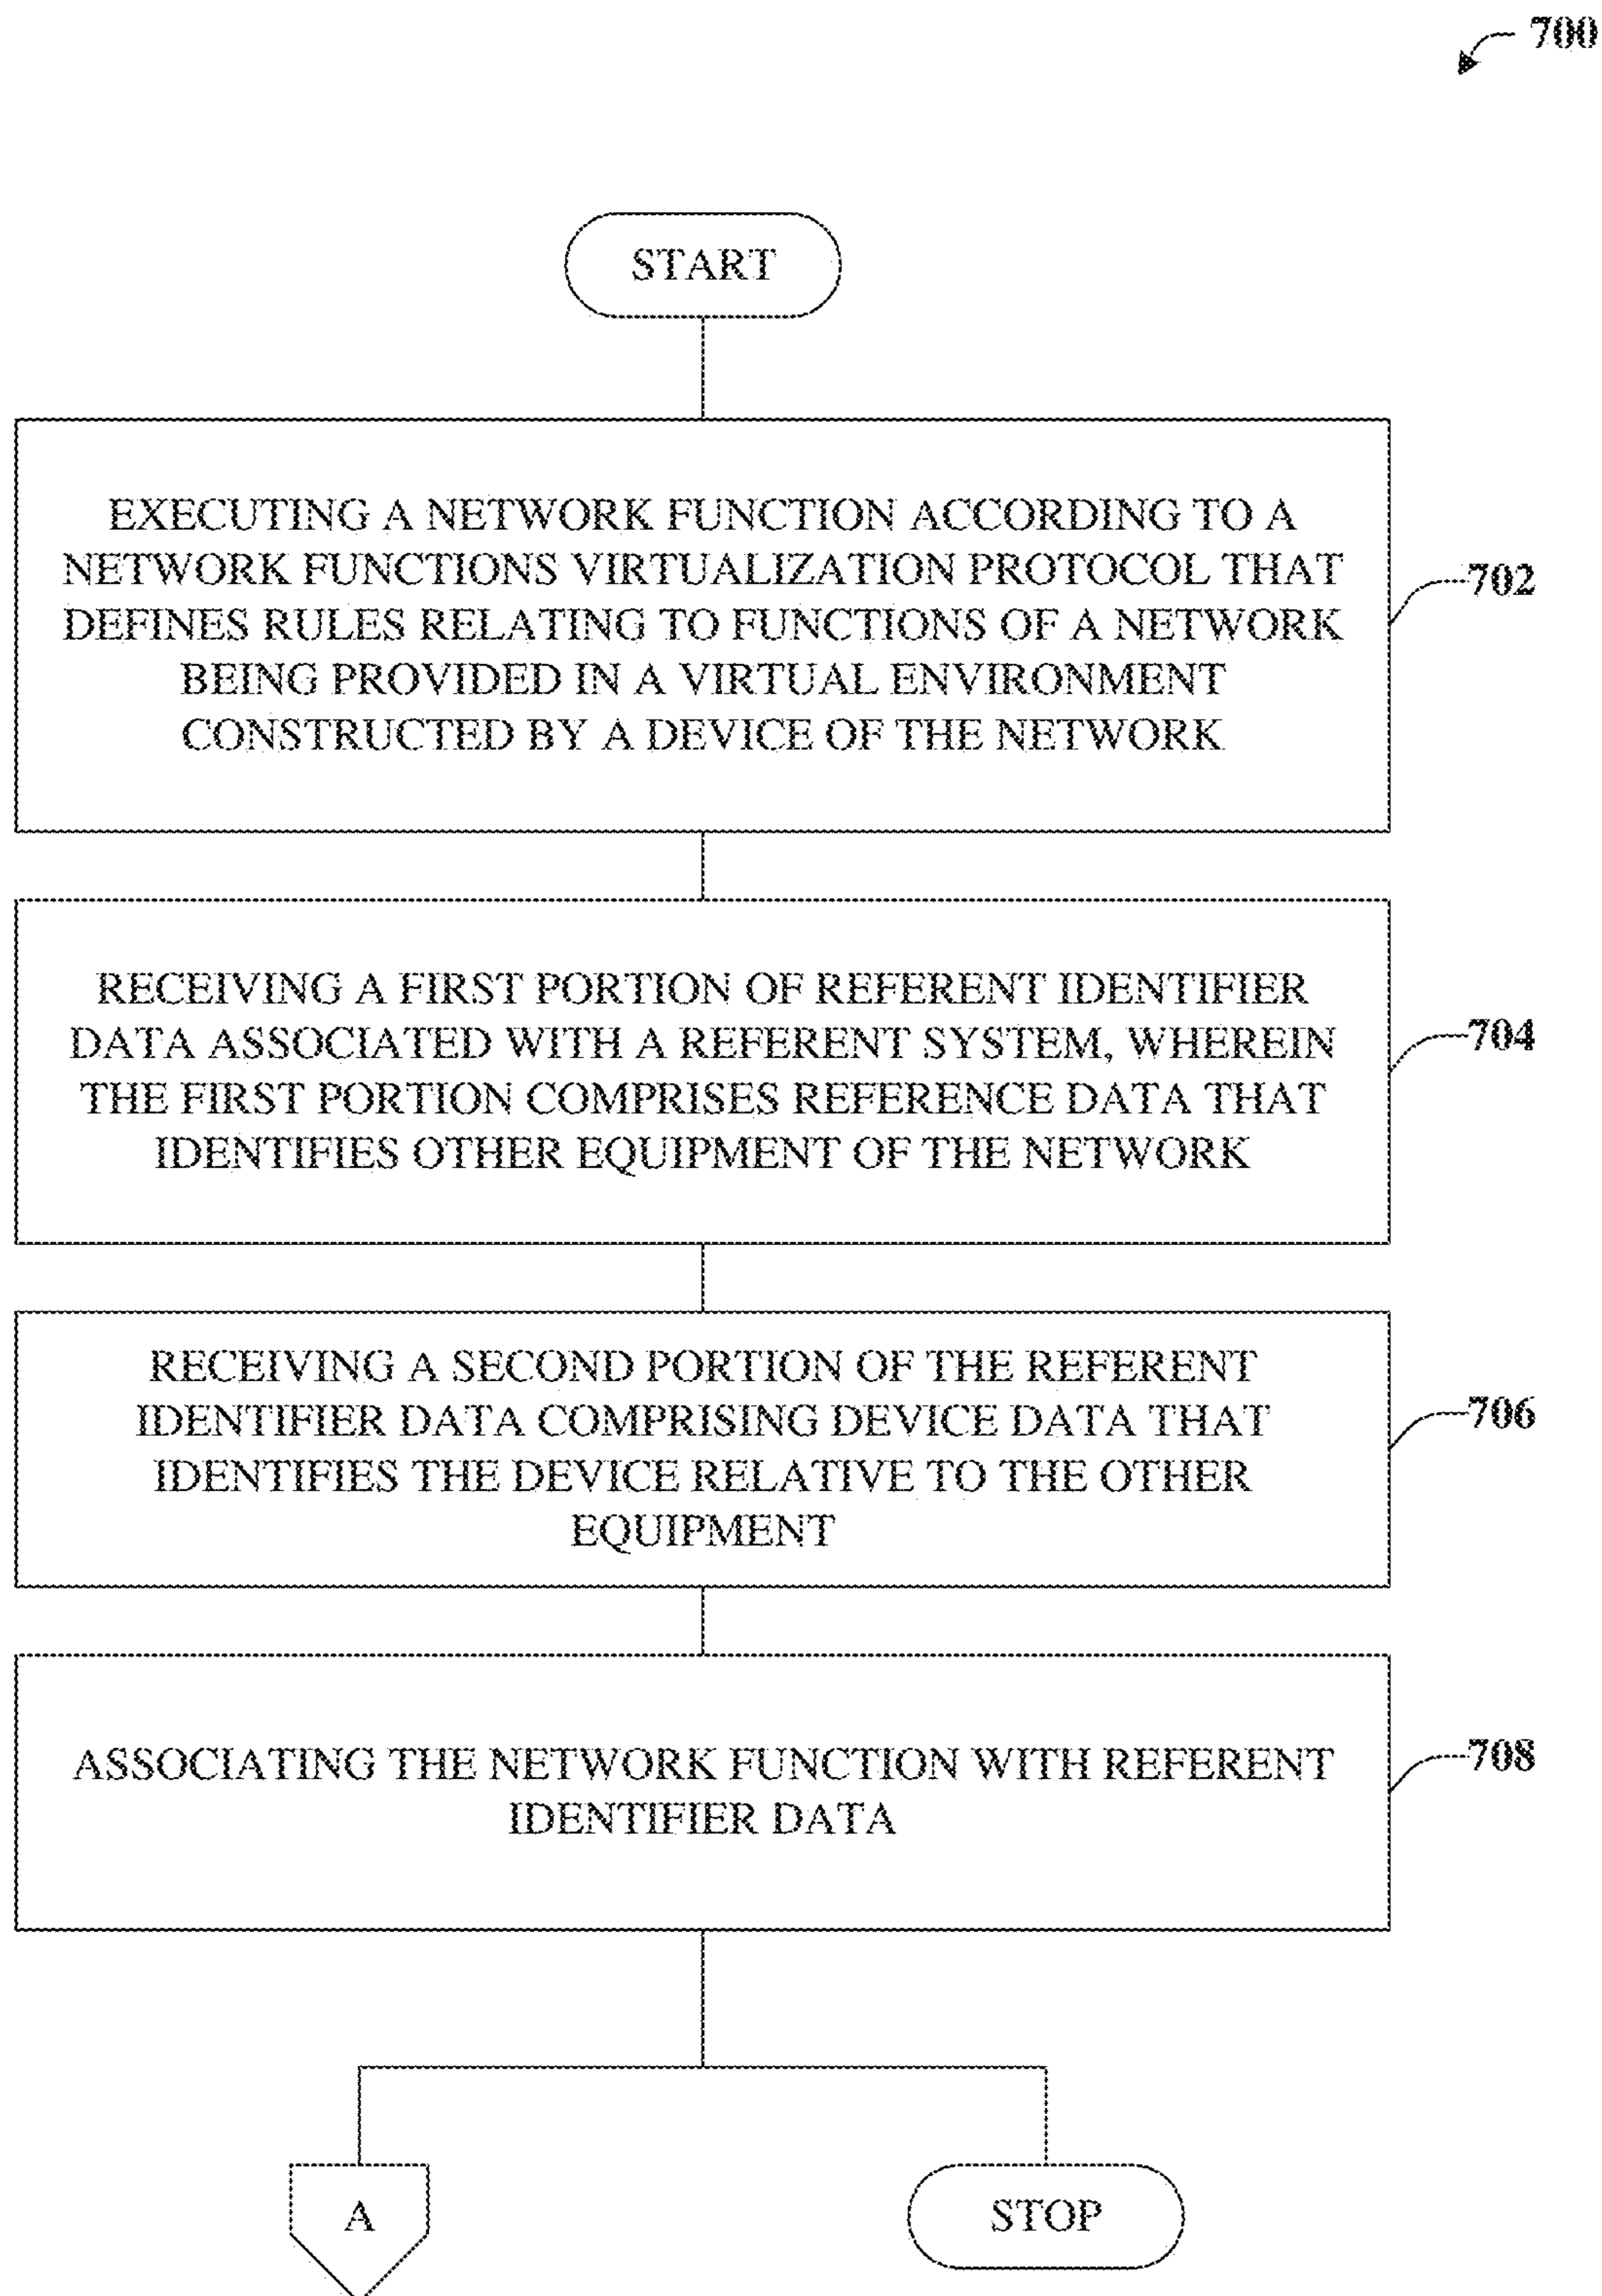 700
START
EXECUTING A NETWORK FUNCTION ACCORDING TO A
NETWORK FUNCTIONS VIRTUALIZATION PROTOCOL THAT
DEFINES RULES RELATING TO FUNCTIONS OF A NETWORK
BEING PROVIDED IN A VIRTUAL ENVIRONMENT
CONSTRUCTED BY A DEVICE OF THE NETWORK
702
RECEIVING A FIRST PORTION OF REFERENT IDENTIFIER
DATA ASSOCIATED WITH A REFERENT SYSTEM, WHEREIN
THE FIRST PORTION COMPRISES REFERENCE DATA THAT
IDENTIFIES OTHER EQUIPMENT OF THE NETWORK
704
RECEIVING A SECOND PORTION OF THE REFERENT
IDENTIFIER DATA COMPRISING DEVICE DATA THAT
IDENTIFIES THE DEVICE RELATIVE TO THE OTHER
EQUIPMENT
706
ASSOCIATING THE NETWORK FUNCTION WITH REFERENT
IDENTIFIER DATA
708
A
STOP